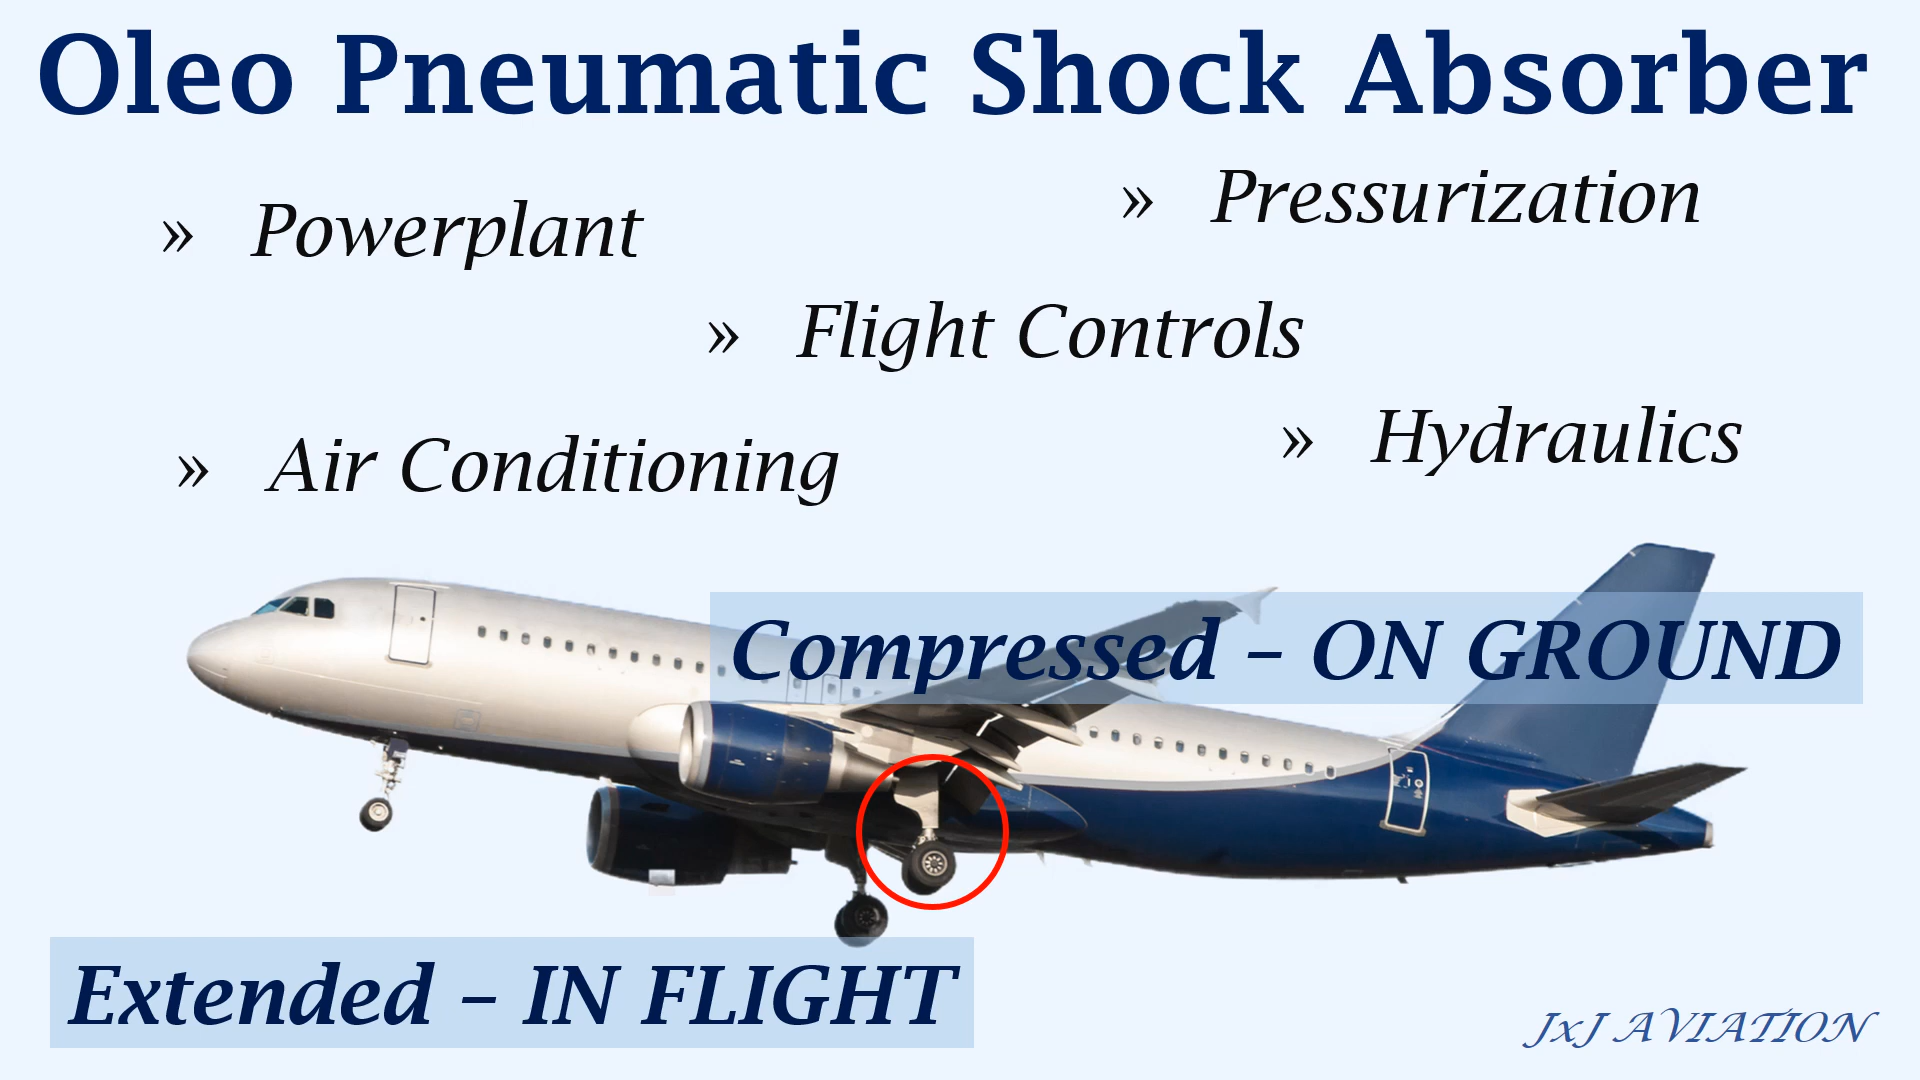 Oleo Pneumatic Shock Absorber
» Pressurization
» Powerplant
» Flight Controls
» Hydraulics
» Air Conditioning
Compressed – ON GROUND
Extended – IN FLIGHT
JxJ AVIATION